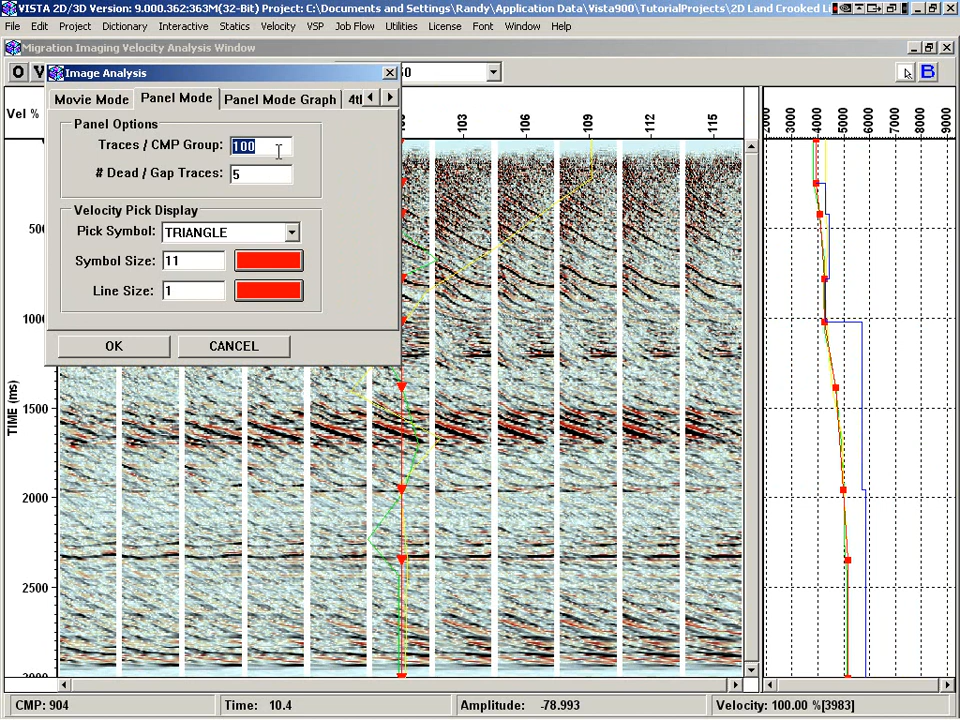 VISTA 2D/3D Version: 9.000.362:363M(32-Bit) Project: C:\Documents and Settings\Randy\Application Data\Vista900\TutorialProjects\2D Land Crooked Li
File Edit Project Dictionary Interactive Statics VSP Job Flow Utilities License Velocity Font Window Help
Migration Imaging Velocity Analysis Window
O
Image Analysis
Movie Mode Panel Mode Panel Mode Graph
Vel %
103 106 109 112 115
2000 3000 4000 5000 6000 7000 8000 9000
Panel Options
Traces / CMP Group: 100
# Dead / Gap Traces: 5
Velocity Pick Display
Pick Symbol: TRIANGLE
Symbol Size: 11
Line Size: 1
OK CANCEL
B
TIME (ms)
1000
1500
2000
2500
CMP: 904 Time: 10.4 Amplitude: -78.993 Velocity: 100.00 %[3983]